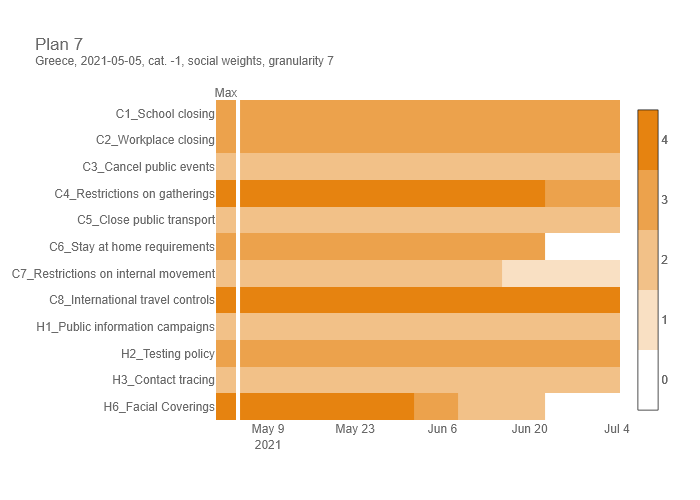 Plan 7
Greece, 2021-05-05, cat. -1, social weights, granularity 7
Max
C1_School closing
C2_Workplace closing
C3_Cancel public events
C4_Restrictions on gatherings
C5_Close public transport
C6_Stay at home requirements
C7_Restrictions on internal movement
C8_International travel controls
H1_Public information campaigns
H2_Testing policy
H3_Contact tracing
H6_Facial Coverings
May 9 May 23 Jun 6 Jun 20 Jul 4
2021
4
3
2
1
0